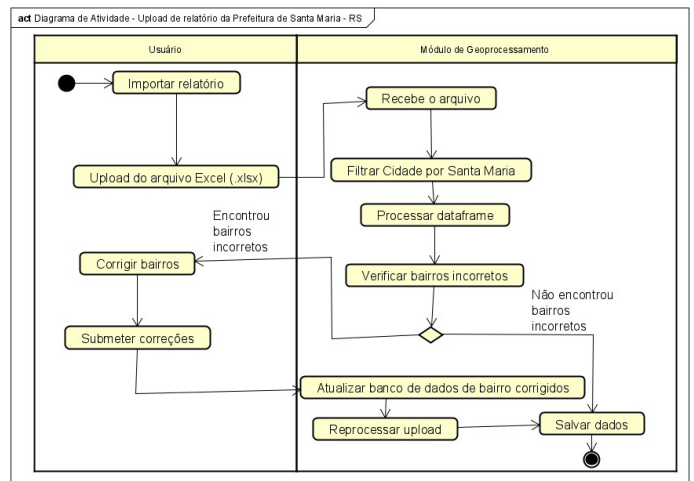 act Diagrama de Atividade - Upload de relatório da Prefeitura de Santa Maria - RS
Usuário
Módulo de Geoprocessamento
Importar relatório
Recebe o arquivo
Upload do arquivo Excel (.xlsx)
Filtrar Cidade por Santa Maria
Processar dataframe
Encontrou
bairros
incorretos
Corrigir bairros
Verificar bairros incorretos
Não encontrou
bairros
incorretos
Submeter correções
Atualizar banco de dados de bairro corrigidos
Reprocessar upload
Salvar dados